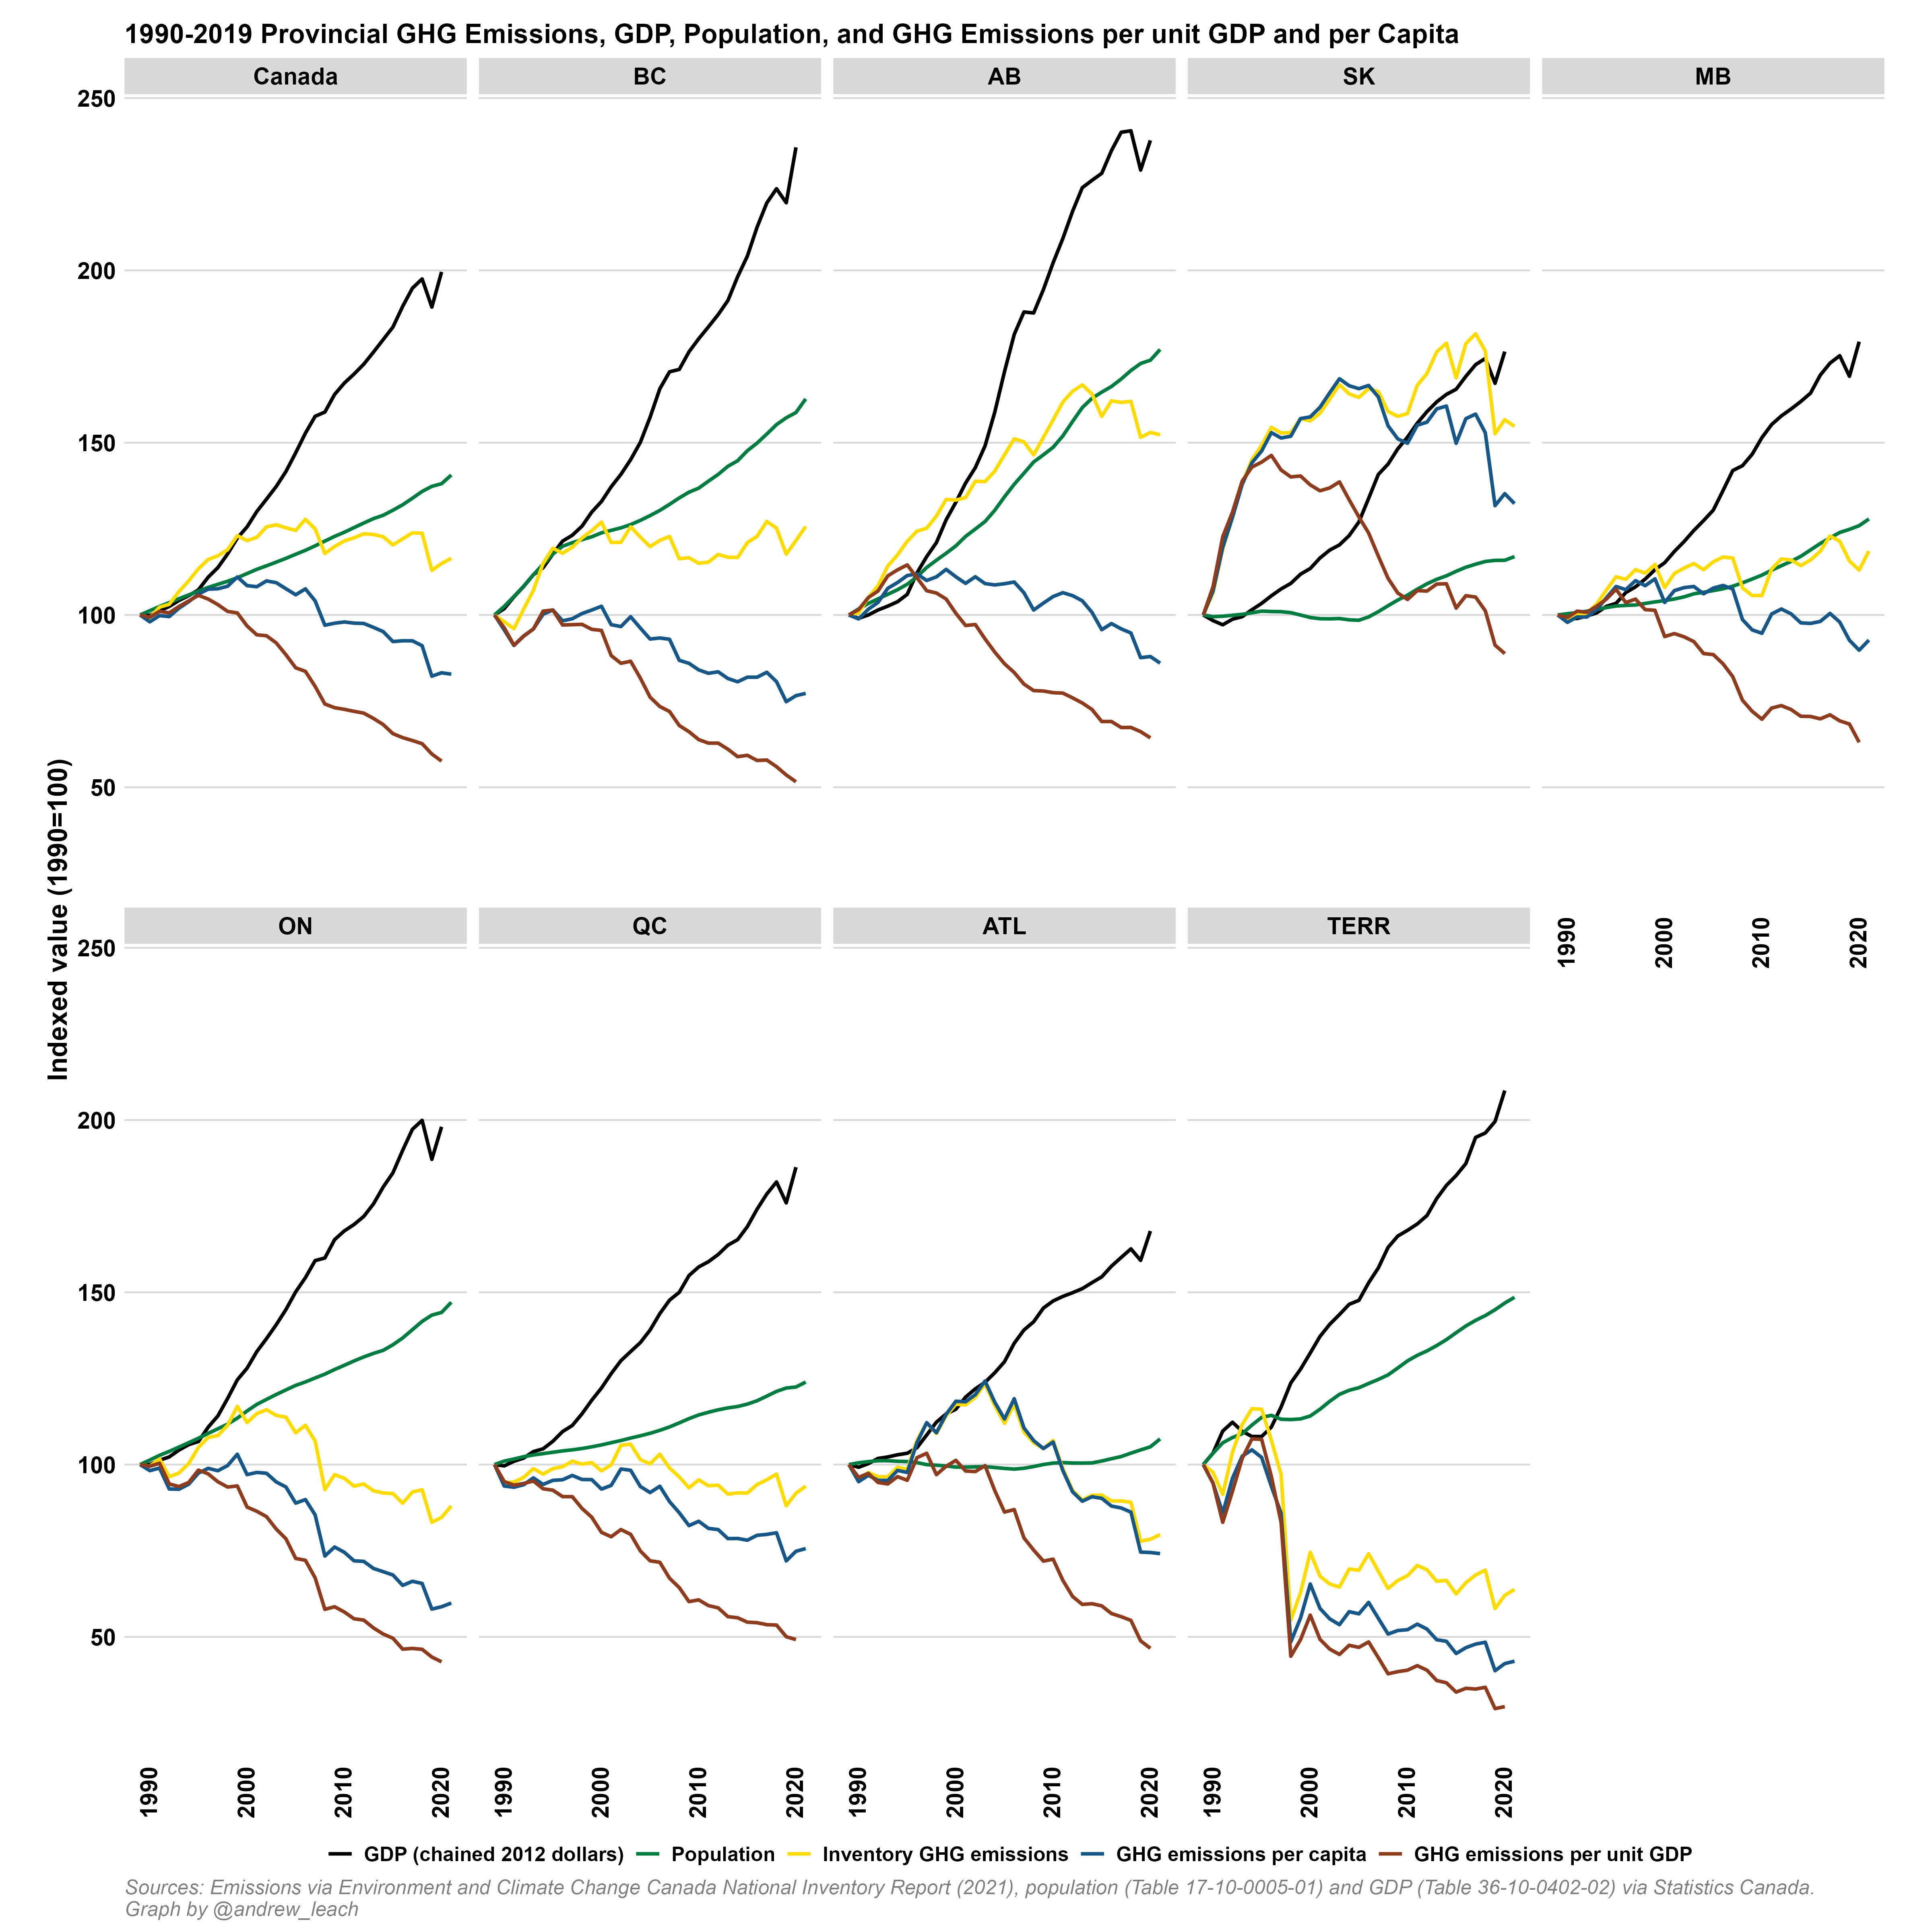 1990-2019 Provincial GHG Emissions, GDP, Population, and GHG Emissions per unit GDP and per Capita
Canada BC AB SK MB
250
200
150
100
50
Indexed value (1990=100)
ON QC ATL TERR
1990 2000 2010 2020
250
200
150
100
50
1990 2000 2010 2020 1990 2000 2010 2020 1990 2000 2010 2020 1990 2000 2010 2020
GDP (chained 2012 dollars) Population Inventory GHG emissions GHG emissions per capita GHG emissions per unit GDP
Sources: Emissions via Environment and Climate Change Canada National Inventory Report (2021), population (Table 17-10-0005-01) and GDP (Table 36-10-0402-02) via Statistics Canada.
Graph by @andrew_leach